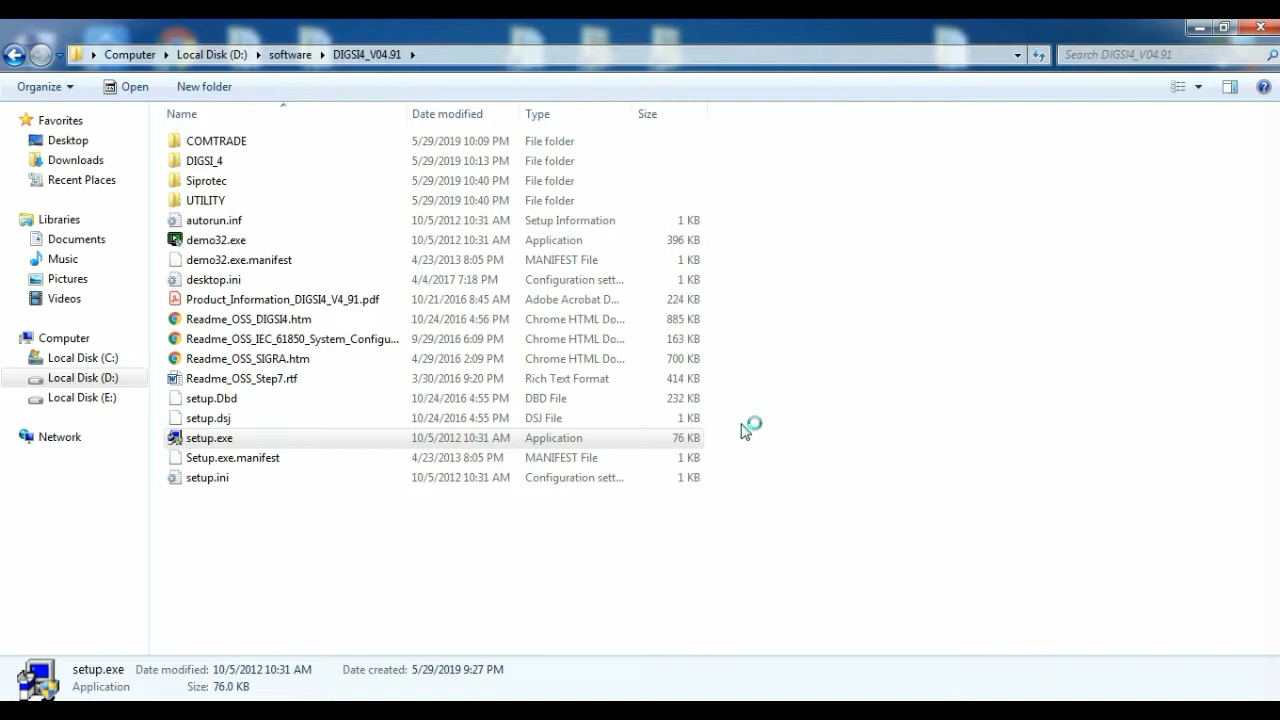 Computer Local Disk (D:) software DIGSI4_V04.91 Search DIGSI4_V04.91
Organize Open New folder
Name Date modified Type Size
Favorites
Desktop
Downloads
Recent Places
Libraries
Documents
Music
Pictures
Videos
Computer
Local Disk (C:)
Local Disk (D:)
Local Disk (E:)
Network
COMTRADE 5/29/2019 10:09 PM File folder
DIGSI_4 5/29/2019 10:13 PM File folder
Siprotec 5/29/2019 10:40 PM File folder
UTILITY 5/29/2019 10:40 PM File folder
autorun.inf 10/5/2012 10:31 AM Setup Information 1 KB
demo32.exe 10/5/2012 10:31 AM Application 396 KB
demo32.exe.manifest 4/23/2013 8:05 PM MANIFEST File 1 KB
desktop.ini 4/4/2017 7:18 PM Configuration sett... 1 KB
Product_Information_DIGSI4_V4_91.pdf 10/21/2016 8:45 AM Adobe Acrobat D... 224 KB
Readme_OSS_DIGSI4.htm 10/24/2016 4:56 PM Chrome HTML Do... 885 KB
Readme_OSS_IEC_61850_System_Configu... 9/29/2016 6:09 PM Chrome HTML Do... 163 KB
Readme_OSS_SIGRA.htm 4/29/2016 2:09 PM Chrome HTML Do... 700 KB
Readme_OSS_Step7.rtf 3/30/2016 9:20 PM Rich Text Format 414 KB
setup.Dbd 10/24/2016 4:55 PM DBD File 232 KB
setup.dsj 10/24/2016 4:55 PM DSJ File 1 KB
setup.exe 10/5/2012 10:31 AM Application 76 KB
Setup.exe.manifest 4/23/2013 8:05 PM MANIFEST File 1 KB
setup.ini 10/5/2012 10:31 AM Configuration sett... 1 KB
setup.exe Date modified: 10/5/2012 10:31 AM Date created: 5/29/2019 9:27 PM
Application Size: 76.0 KB